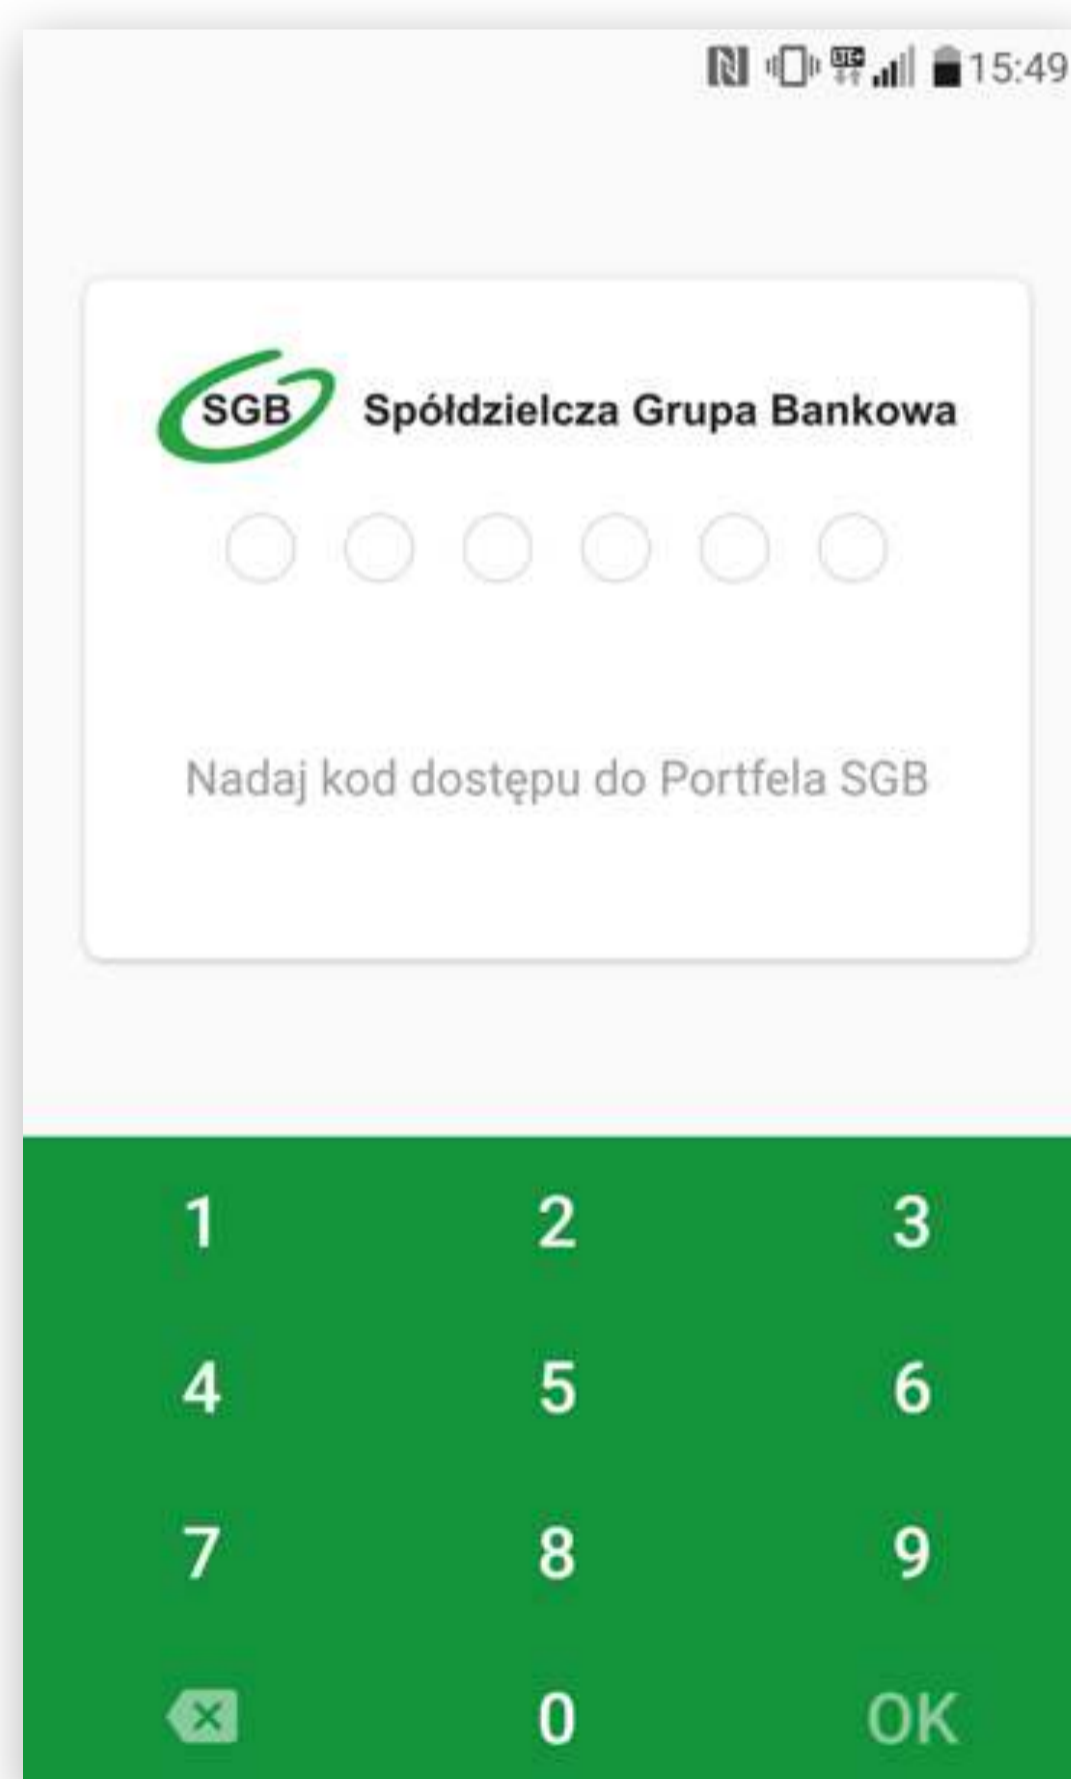 LTE+ 15:49
SGB Spółdzielcza Grupa Bankowa
Nadaj kod dostępu do Portfela SGB
1 2 3
4 5 6
7 8 9
0 OK